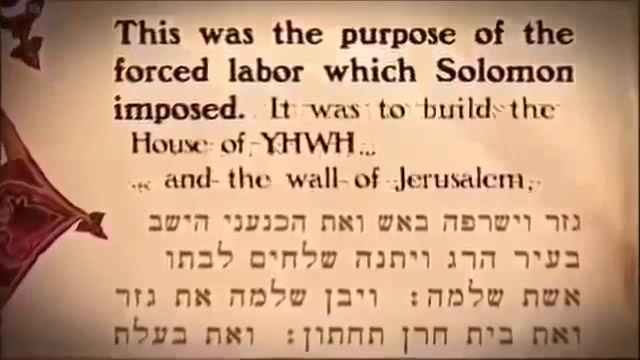 This was the purpose of the
forced labor which Solomon
imposed. It was to build the
House of YHWH...
... and the wall of Jerusalem,
גזר וישרפה באש ואת הכנעני הישב
בעיר הרג ויתנה שלחים לבתו
אשת שלמה: ויבן שלמה את גזר
ואת בית חרן תחתון: ואת בעלת